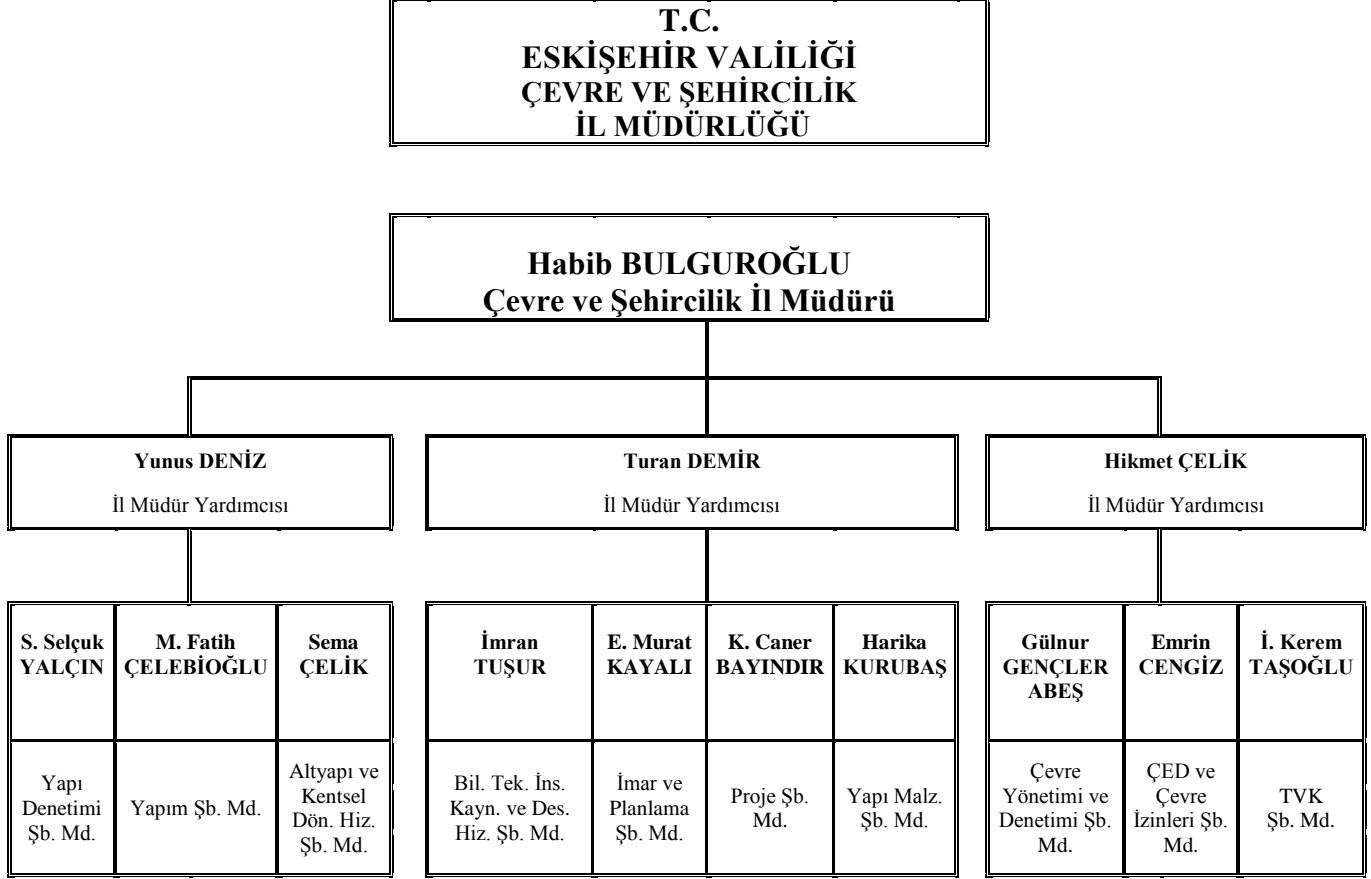 T.C.
ESKİŞEHİR VALİLİĞİ
ÇEVRE VE ŞEHİRCİLİK
İL MÜDÜRLÜĞÜ
Habib BULGUROĞLU
Çevre ve Şehircilik İl Müdürü
Yunus DENİZ
İl Müdür Yardımcısı
Turan DEMİR
İl Müdür Yardımcısı
Hikmet ÇELİK
İl Müdür Yardımcısı
S. Selçuk
YALÇIN
M. Fatih
ÇELEBİOĞLU
Sema
ÇELİK
İmran
TUŞUR
E. Murat
KAYALI
K. Caner
BAYINDIR
Harika
KURUBAŞ
Gülnur
GENÇLER
ABEŞ
Emrin
CENGİZ
İ. Kerem
TAŞOĞLU
Yapı
Denetimi
Şb. Md.
Yapım Şb. Md.
Altyapı ve
Kentsel
Dön. Hiz.
Şb. Md.
Bil. Tek. İns.
Kayn. ve Des.
Hiz. Şb. Md.
İmar ve
Planlama
Şb. Md.
Proje Şb.
Md.
Yapı Malz.
Şb. Md.
Çevre
Yönetimi ve
Denetimi Şb.
Md.
ÇED ve
Çevre
İzinleri Şb.
Md.
TVK
Şb. Md.